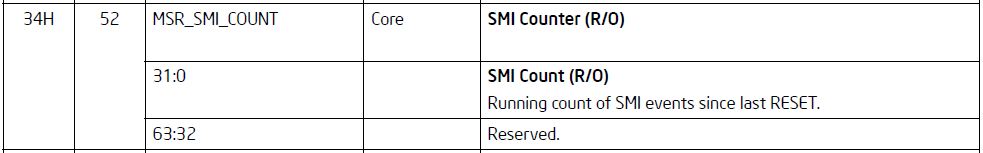 34H 52 MSR_SMI_COUNT Core SMI Counter (R/O)
31:0 SMI Count (R/O)
Running count of SMI events since last RESET.
63:32 Reserved.